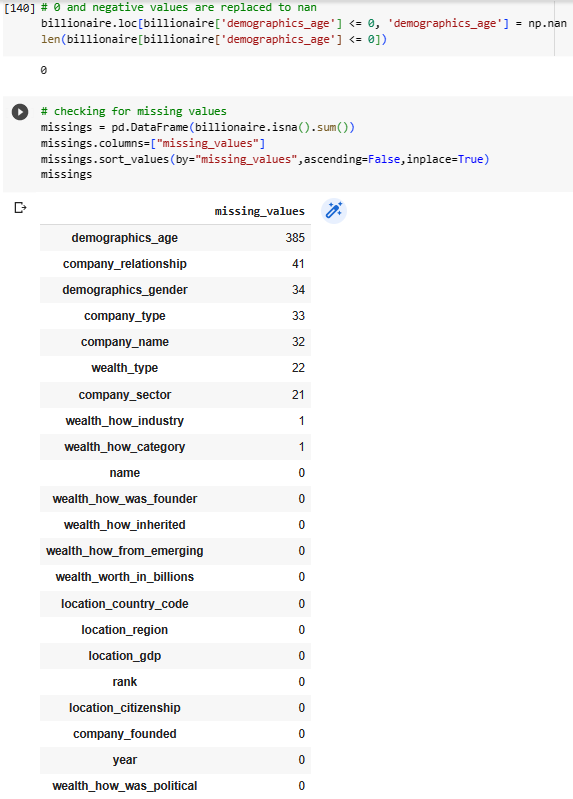 [140] # 0 and negative values are replaced to nan
billionaire.loc[billionaire['demographics_age'] <= 0, 'demographics_age'] = np.nan
len(billionaire[billionaire['demographics_age'] <= 0])
0
# checking for missing values
missings = pd.DataFrame(billionaire.isna().sum())
missings.columns=["missing_values"]
missings.sort_values(by="missing_values",ascending=False,inplace=True)
missings
missing_values
demographics_age 385
company_relationship 41
demographics_gender 34
company_type 33
company_name 32
wealth_type 22
company_sector 21
wealth_how_industry 1
wealth_how_category 1
name 0
wealth_how_was_founder 0
wealth_how_inherited 0
wealth_how_from_emerging 0
wealth_worth_in_billions 0
location_country_code 0
location_region 0
location_gdp 0
rank 0
location_citizenship 0
company_founded 0
year 0
wealth_how_was_political 0